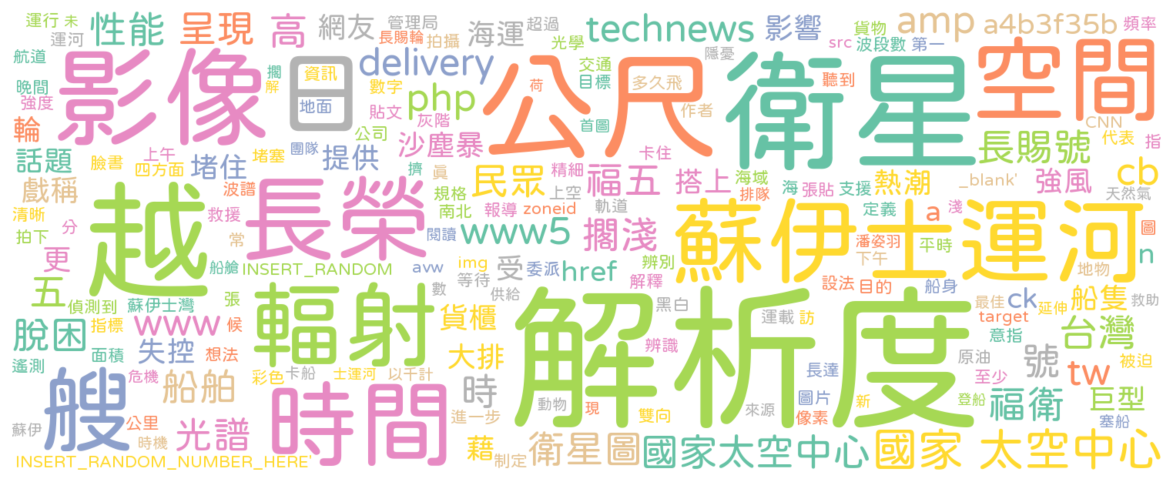 運行 未 性能 呈現 高 網友 管理局 超過 海運 technews 影響 amp a4b3f35b 貨物 頻率
運河 長賜輪 拍攝 光學 隱憂 src 波段數 第一
航道 影像 日 delivery 公尺 衛星 空間
擱 資訊 解 數字 交通 目標 荷 多久飛 聽到
晚間 強度 地面 貼文 php 灰階 首圖 作者 CNN 代表 指
輪 公司 沙塵暴 卡住 長賜號
話題 臉書 上午 四方面 堵住 堵塞 團隊 提供 擠 精細 海域 排隊 海 張貼 支援 熱潮 _blank' 強風 cb 天然氣
戲稱 越 波譜 長榮 眞 規格 民眾 上空 福五 搭上
清晰 拍下 分 救援 南北 報導 zoneid 軌道 定義 a 淺 圖
更 常 閱讀 www5 擱淺 蘇伊士運河 潘姿羽 平時 n
五 偵測到 船艙 INSERT_RANDOM avw img 等待 受 委派 href 解釋 辨別 下午 地物
蘇伊士灣 張 數 供給 設法 目的 船身
脫困 指標 www 候 輻射 貨櫃 解析度 黑白 運載 訪 ck 最佳 延伸 船隻 救助
遙測 面積 失控 想法 大排 辨識 target 意指 台灣
危機 彩色 卡船 士運河 以千計 時 長達 原油 至少 號 tw 被迫
艘 船舶 時間 進一步 動物 現 雙向 來源 圖片 新 登船 福衛 巨型
蘇伊 公里 時機 光譜 像素 塞船
INSERT_RANDOM_NUMBER_HERE' 藉 制定 衛星圖 國家太空中心 國家 太空中心